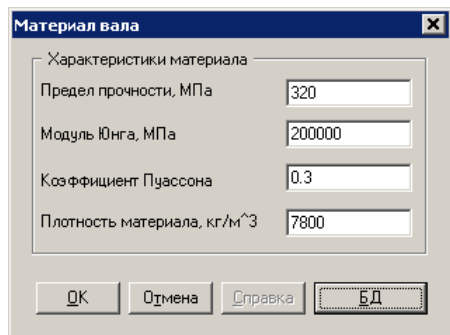 Материал вала
Характеристики материала
Предел прочности, МПа 320
Модуль Юнга, МПа 200000
Коэффициент Пуассона 0.3
Плотность материала, кг/м^3 7800
OK Отмена Справка БД